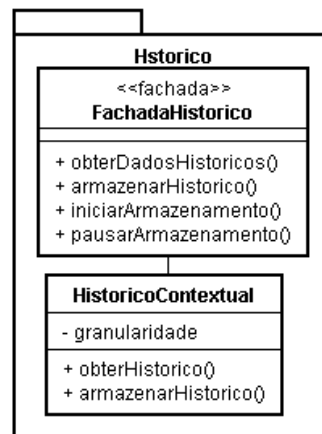 Hstorico
<<fachada>>
FachadaHistorico
+ obterDadosHistoricos()
+ armazenarHistorico()
+ iniciarArmazenamento()
+ pausarArmazenamento()
HistoricoContextual
- granularidade
+ obterHistorico()
+ armazenarHistorico()